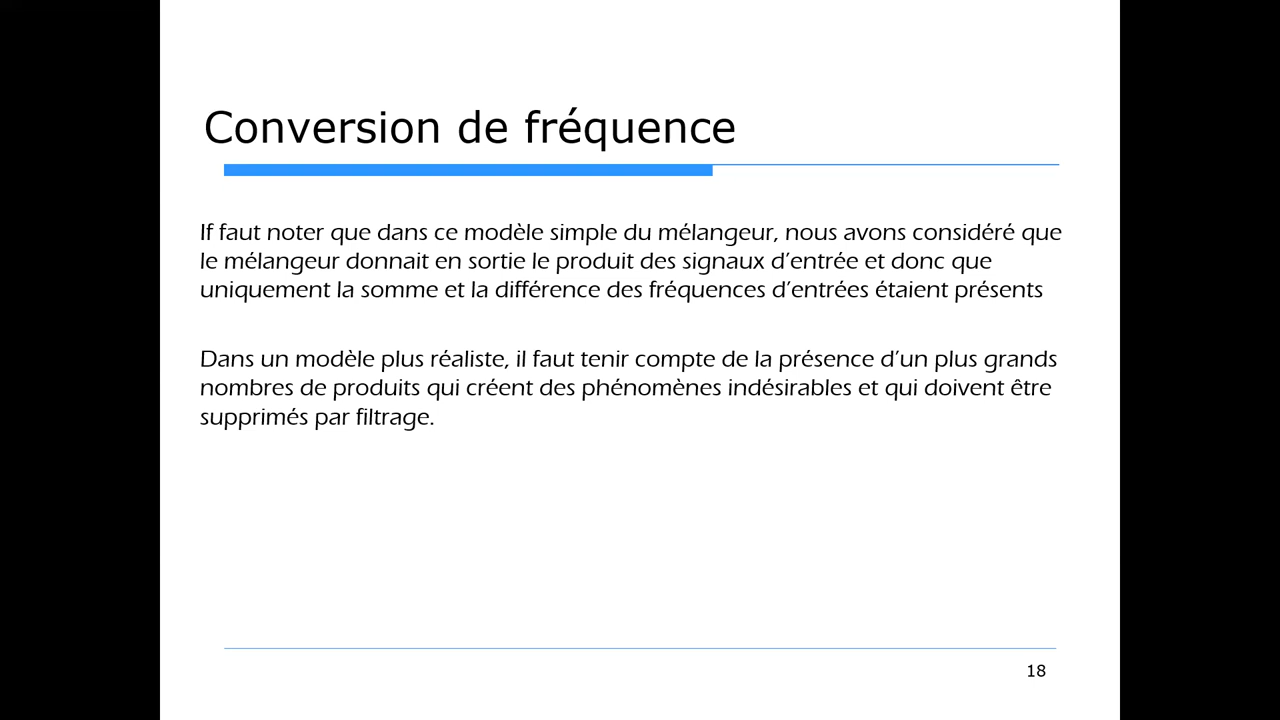 Conversion de fréquence
If faut noter que dans ce modèle simple du mélangeur, nous avons considéré que
le mélangeur donnait en sortie le produit des signaux d’entrée et donc que
uniquement la somme et la différence des fréquences d’entrées étaient présents
Dans un modèle plus réaliste, il faut tenir compte de la présence d’un plus grands
nombres de produits qui créent des phénomènes indésirables et qui doivent être
supprimés par filtrage.
18